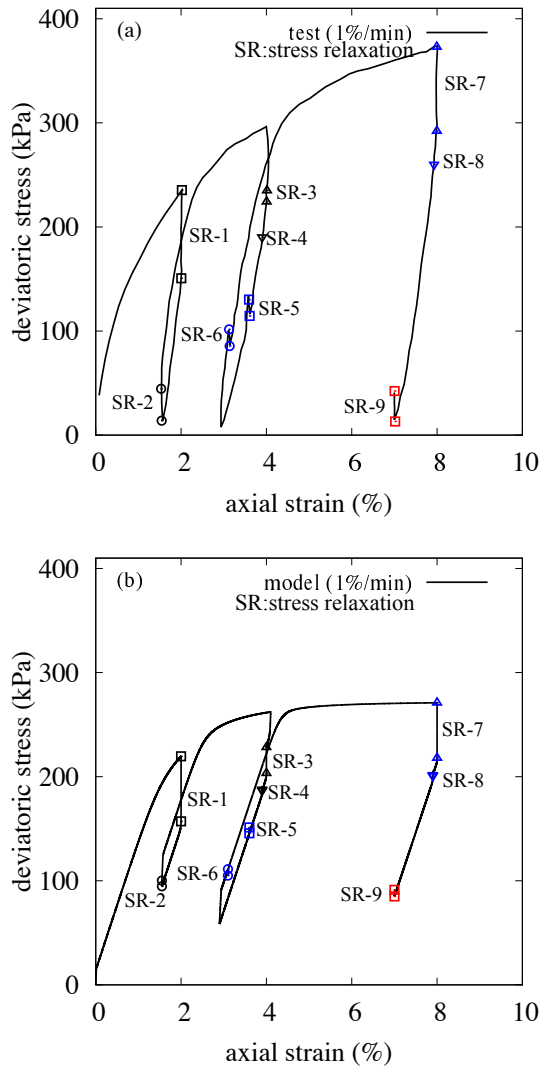 (a)
test (1%/min)
SR:stress relaxation
400
300
200
100
0
deviatoric stress (kPa)
SR-7
SR-8
SR-3
SR-1
SR-4
SR-5
SR-6
SR-2
SR-9
0 2 4 6 8 10
axial strain (%)
(b)
model (1%/min)
SR:stress relaxation
400
300
200
100
0
deviatoric stress (kPa)
SR-7
SR-3
SR-8
SR-1
SR-4
SR-5
SR-6
SR-2
SR-9
0 2 4 6 8 10
axial strain (%)